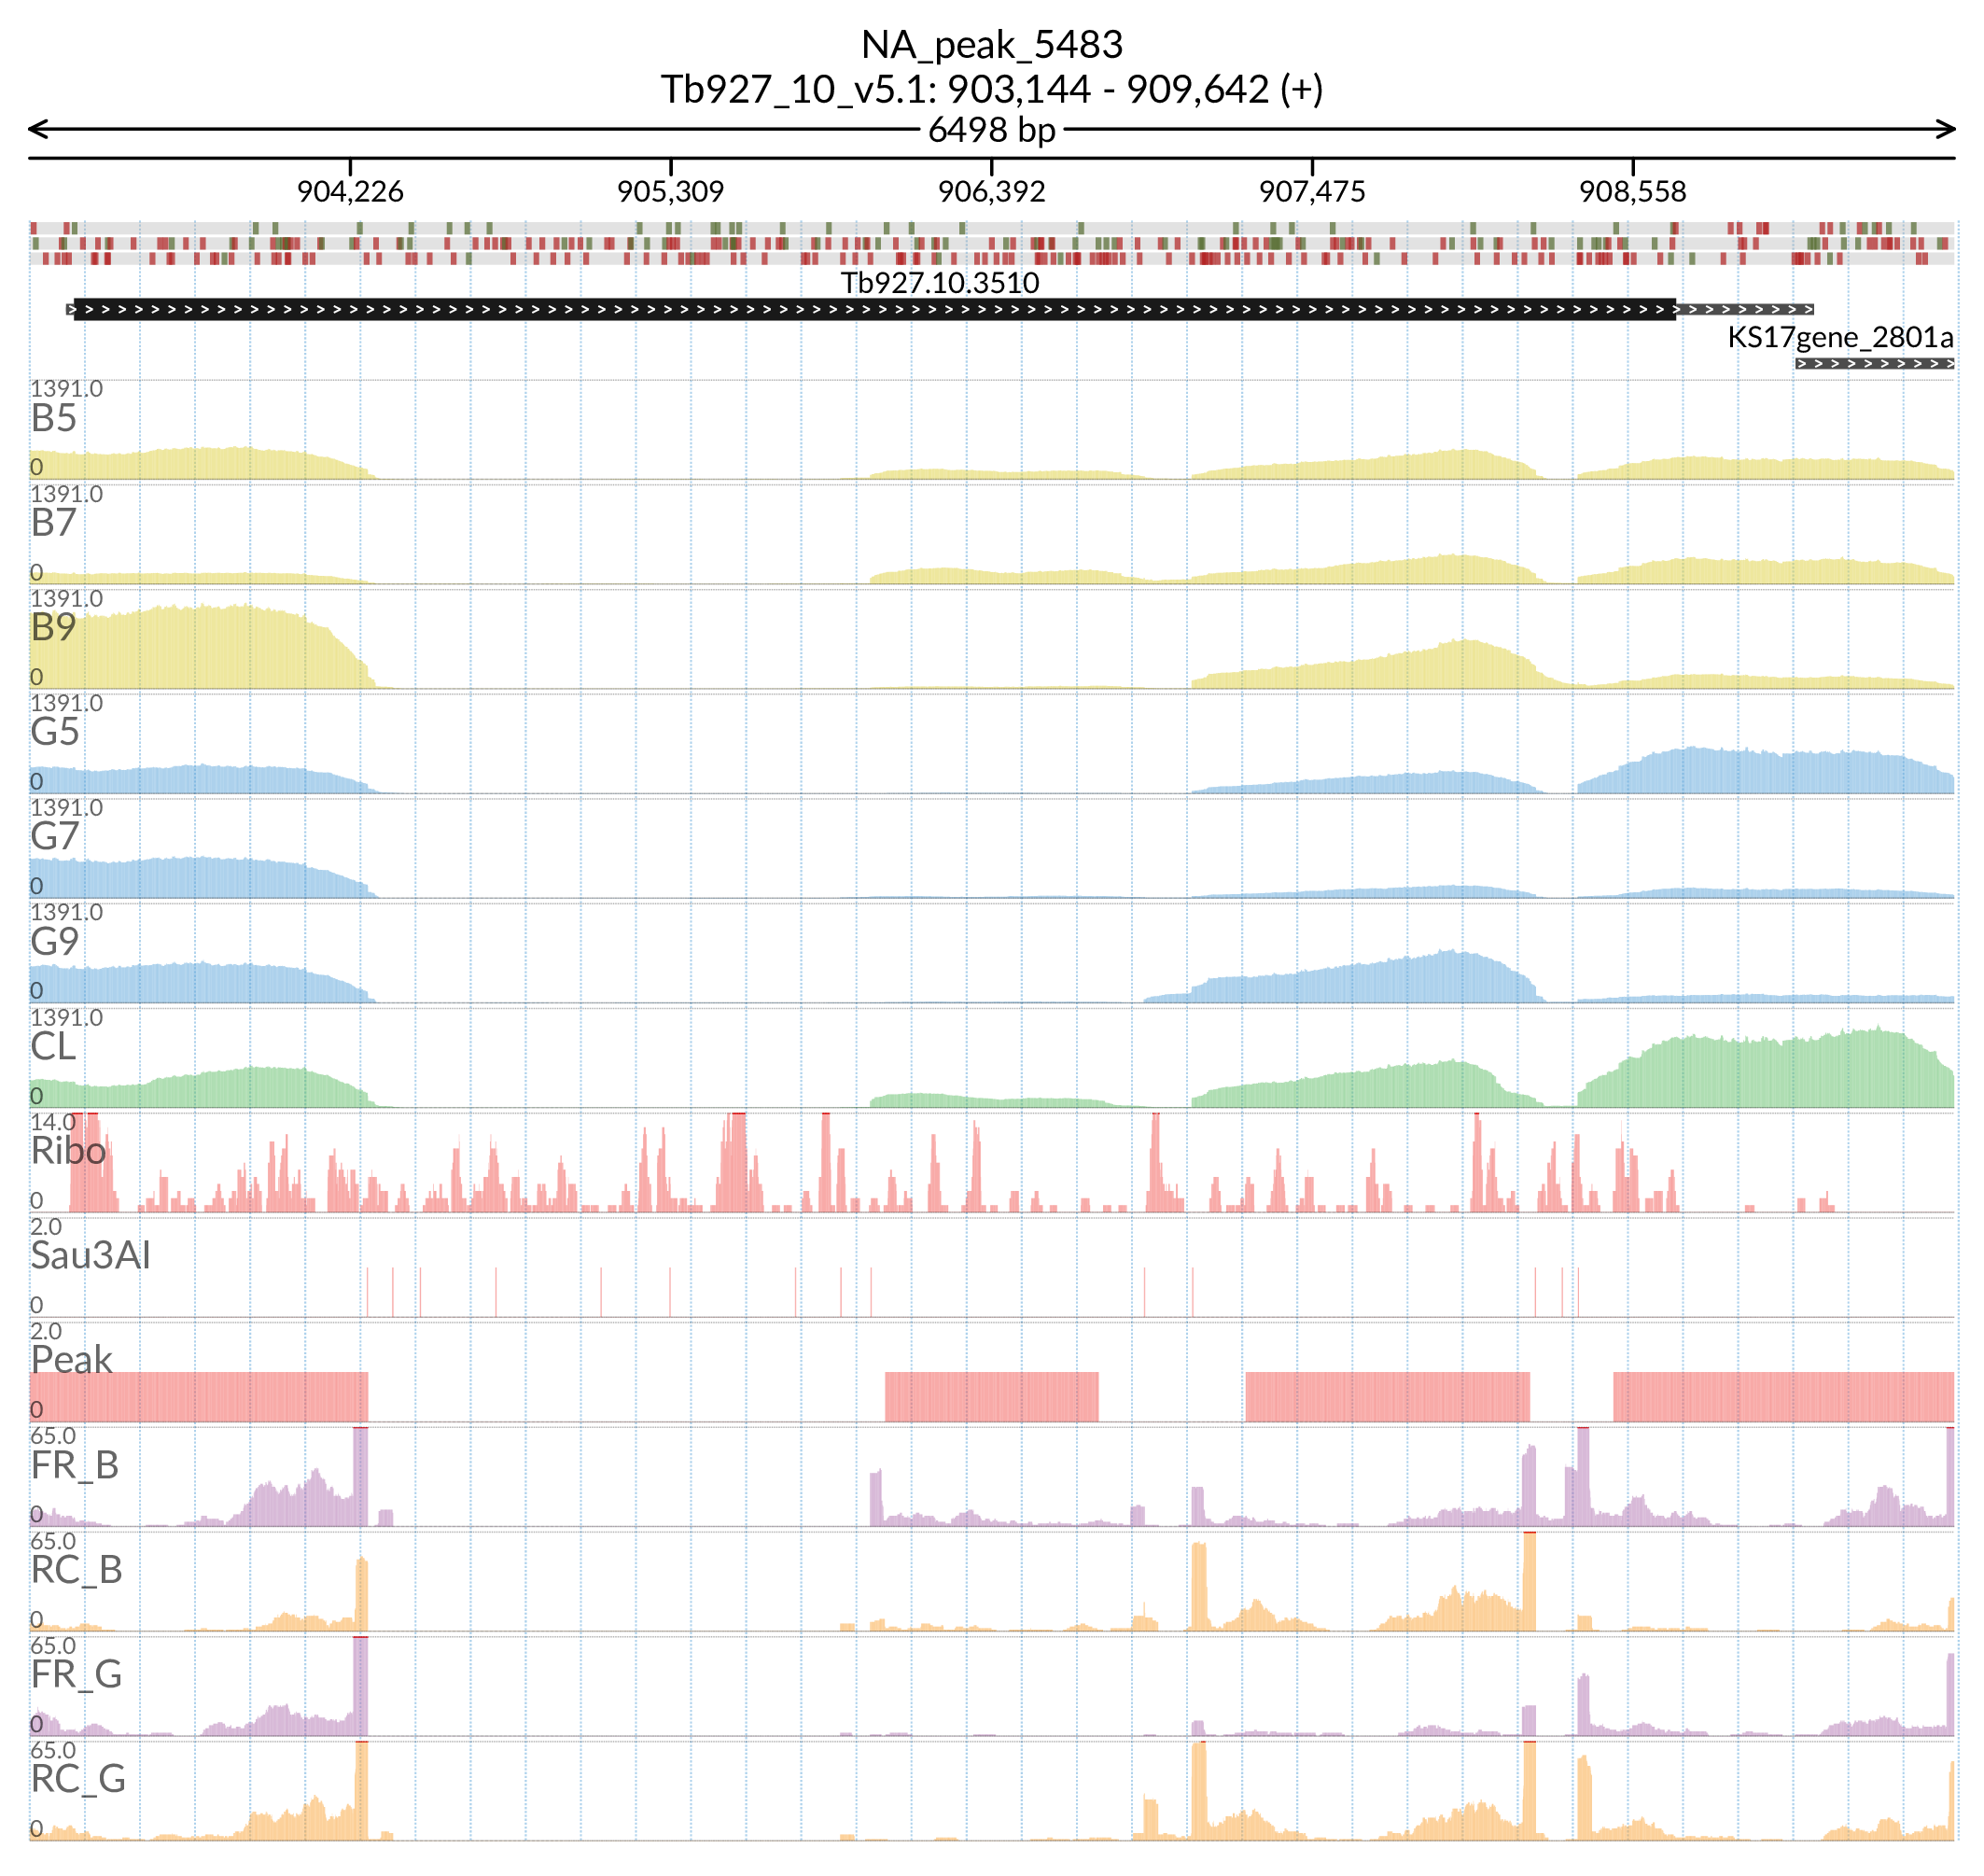 NA_peak_5483
Tb927_10_v5.1: 903,144 - 909,642 (+)
6498 bp
904,226 905,309 906,392 907,475 908,558
Tb927.10.3510
KS17gene_2801a
1391.0
B5
0
1391.0
B7
0
1391.0
B9
0
1391.0
G5
0
1391.0
G7
0
1391.0
G9
0
1391.0
CL
0
14.0
Ribo
0
2.0
Sau3AI
0
2.0
Peak
0
65.0
FR_B
0
65.0
RC_B
0
65.0
FR_G
0
65.0
RC_G
0